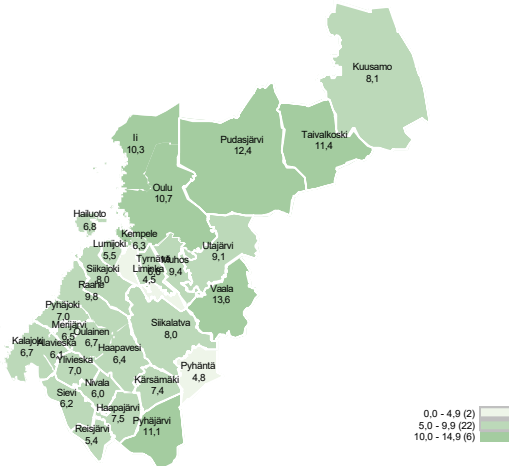 Kuusamo
8,1
Taivalkoski
11,4
Pudasjärvi
12,4
Ii
10,3
Oulu
10,7
Hailuoto
6,8
Kempele
6,3
Lumijoki
5,5
Tyrnävä
6,6
Muhos
9,4
Utajärvi
9,1
Liminka
4,5
Siikajoki
8,0
Raahe
9,8
Vaala
13,6
Pyhäjoki
7,0
Merijärvi
6,5
Oulainen
6,7
Siikalatva
8,0
Kalajoki
6,7
Alavieska
6,1
Haapavesi
6,4
Ylivieska
7,0
Pyhäntä
4,8
Nivala
6,0
Kärsämäki
7,4
Sievi
6,2
Haapajärvi
7,5
Pyhäjärvi
11,1
Reisjärvi
5,4
0,0 - 4,9 (2)
5,0 - 9,9 (22)
10,0 - 14,9 (6)